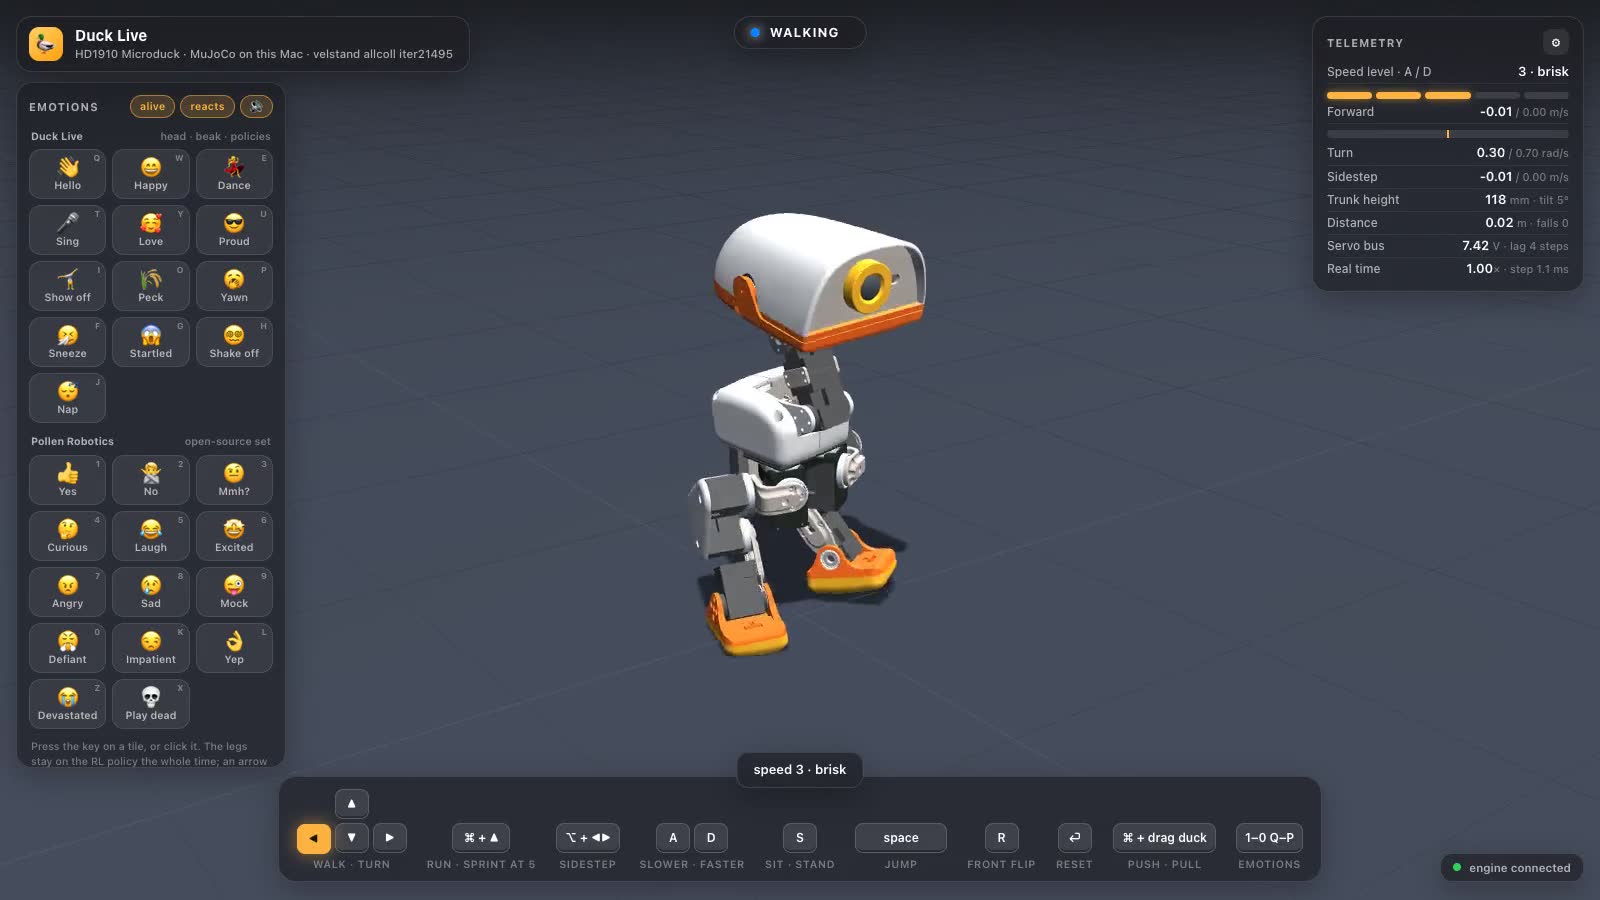 Duck Live
HD1910 Microduck · MuJoCo on this Mac · velstand allcoll iter21495
WALKING
TELEMETRY
Speed level · A / D 3 · brisk
Forward -0.01 / 0.00 m/s
Turn 0.30 / 0.70 rad/s
Sidestep -0.01 / 0.00 m/s
Trunk height 118 mm · tilt 5°
Distance 0.02 m · falls 0
Servo bus 7.42 V · lag 4 steps
Real time 1.00× · step 1.1 ms
EMOTIONS alive reacts
Duck Live head · beak · policies
Q W E
Hello Happy Dance
T Y U
Sing Love Proud
I O P
Show off Peck Yawn
F G H
Sneeze Startled Shake off
J
Nap
Pollen Robotics open-source set
1 2 3
Yes No Mmh?
4 5 6
Curious Laugh Excited
7 8 9
Angry Sad Mock
0 K L
Defiant Impatient Yep
Z X
Devastated Play dead
Press the key on a tile, or click it. The legs
stay on the RL policy the whole time; an arrow
speed 3 · brisk
▲
◀ ▼ ▶ ⌘ + ▲ ⌥ + ◀▶ A D S space R ⏎ ⌘ + drag duck 1–0 Q–P
WALK · TURN RUN · SPRINT AT 5 SIDESTEP SLOWER · FASTER SIT · STAND JUMP FRONT FLIP RESET PUSH · PULL EMOTIONS
engine connected